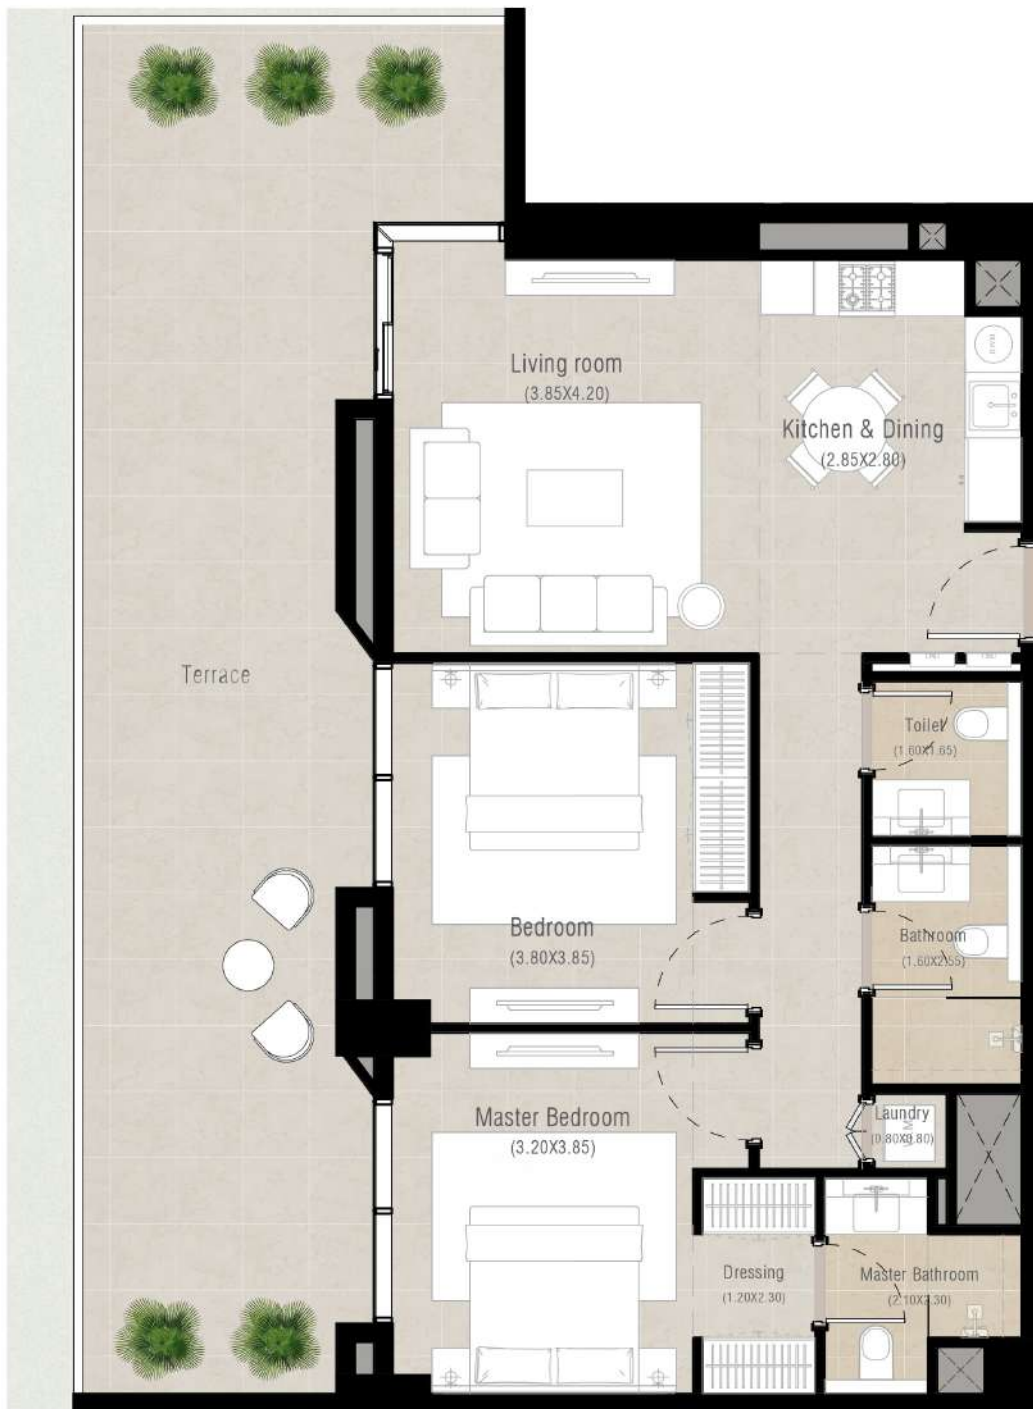 Living room
(3.85X4.20)
Kitchen & Dining
(2.85X2.80)
Terrace
Toilet
(1.60X1.65)
Bedroom
(3.80X3.85)
Bathroom
(1.60X2.55)
Master Bedroom
(3.20X3.85)
Laundry
(0.80X0.80)
Dressing
(1.20X2.30)
Master Bathroom
(2.10X2.30)